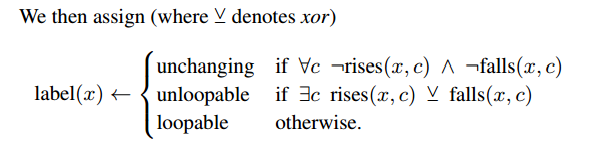 We then assign (where ⊻ denotes xor)
unchanging if ∀c ¬rises(x, c) ∧ ¬falls(x, c)
label(x) ← { unloopable if ∃c rises(x, c) ⊻ falls(x, c)
loopable otherwise.